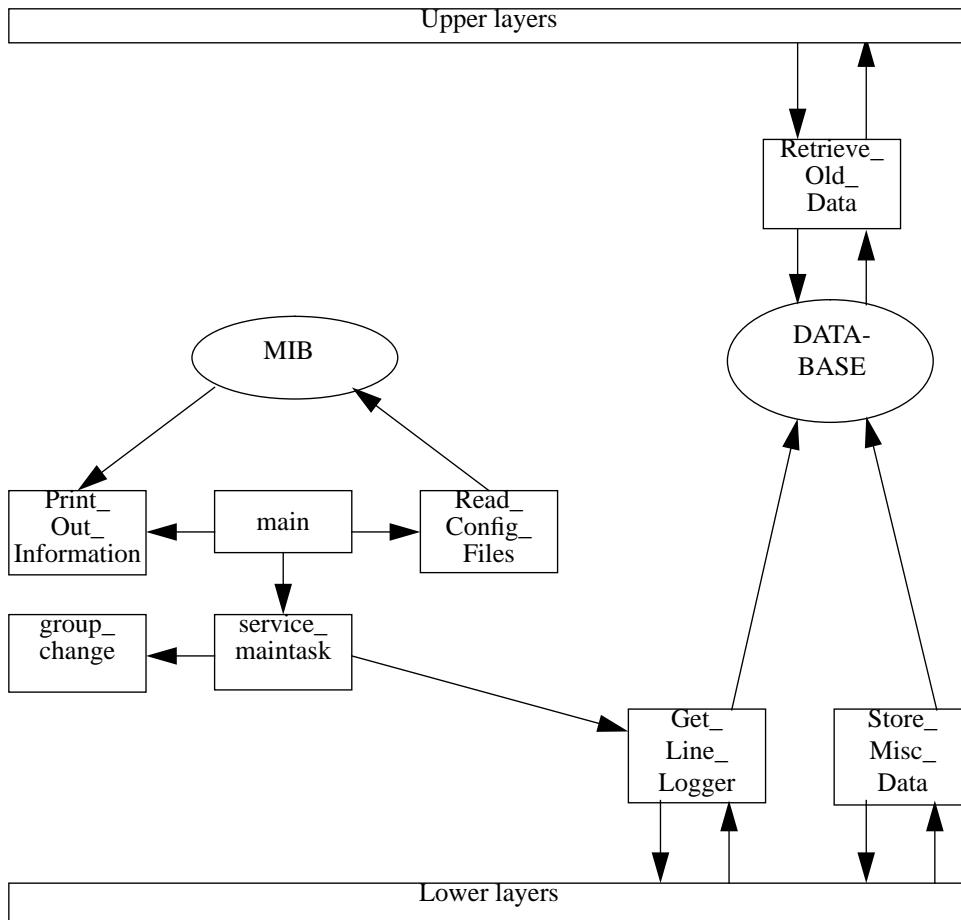 Upper layers
Retrieve_
Old_
Data
DATA-
BASE
MIB
Print_
Out_
Information
main
Read_
Config_
Files
group_
change
service_
maintask
Get_
Line_
Logger
Store_
Misc_
Data
Lower layers